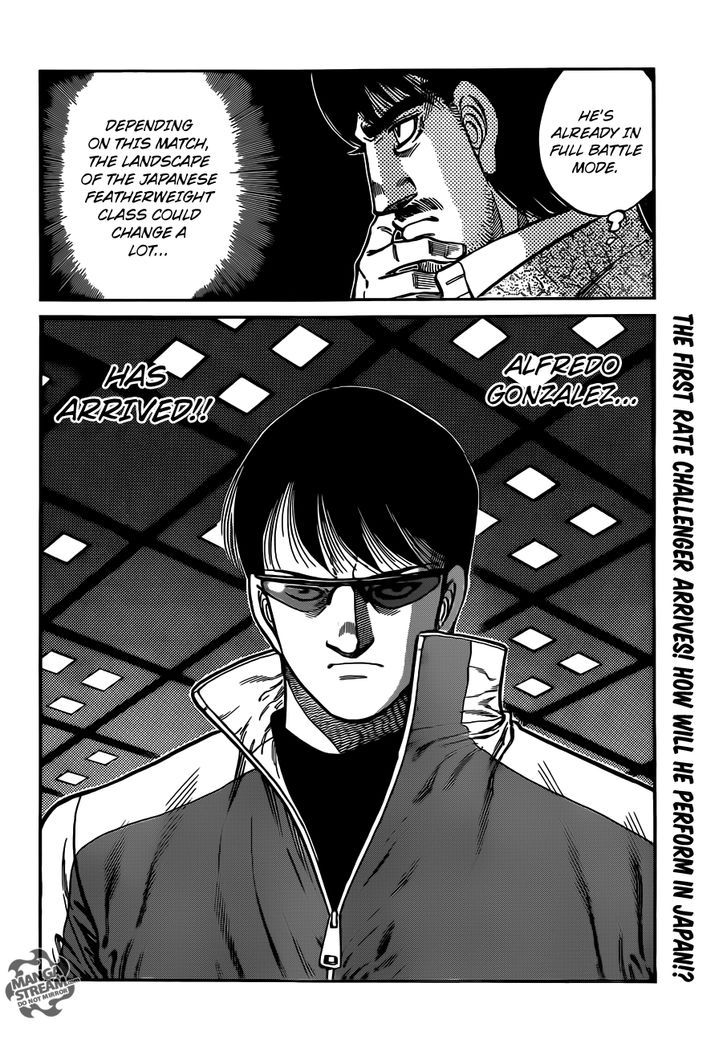 HE'S
ALREADY IN
FULL BATTLE
MODE.
DEPENDING
ON THIS MATCH,
THE LANDSCAPE
OF THE JAPANESE
FEATHERWEIGHT
CLASS COULD
CHANGE A
LOT...
ALFREDO
GONZALEZ...
HAS
ARRIVED!!
THE FIRST RATE CHALLENGER ARRIVES! HOW WILL HE PERFORM IN JAPAN!?
MANGA
STREAM.com
DO NOT MIRROR